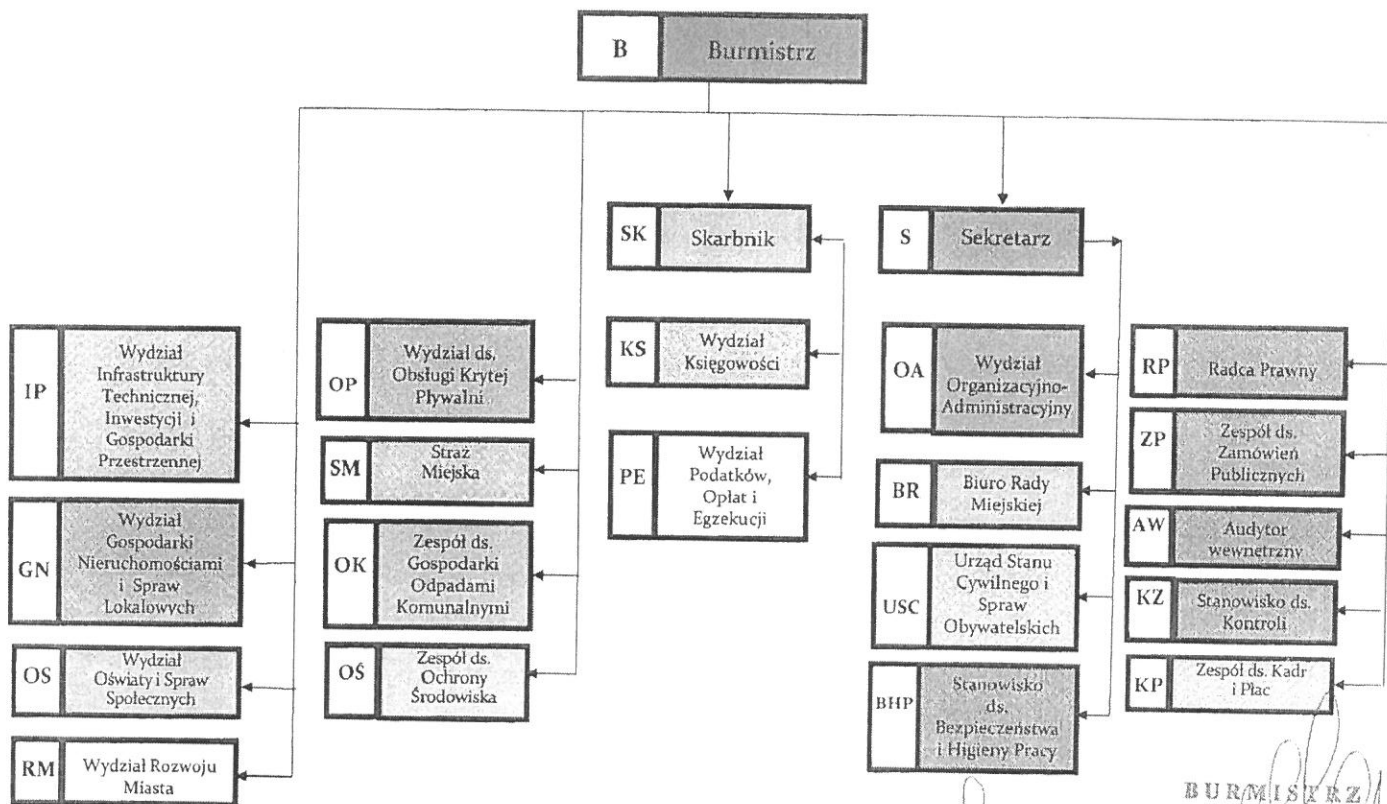 B
Burmistrz
SK
Skarbnik
S
Sekretarz
IP
Wydział
Infrastruktury
Technicznej,
Inwestycji i
Gospodarki
Przestrzennej
GN
Wydział
Gospodarki
Nieruchomościami
i Spraw
Lokalowych
OS
Wydział
Oświaty i Spraw
Społecznych
RM
Wydział Rozwoju
Miasta
OP
Wydział ds.
Obsługi Krytej
Pływalni
SM
Straż
Miejska
OK
Zespół ds.
Gospodarki
Odpadami
Komunalnymi
OŚ
Zespół ds.
Ochrony
Środowiska
KS
Wydział
Księgowości
PE
Wydział
Podatków,
Opłat i
Egzekucji
OA
Wydział
Organizacyjno-
Administracyjny
BR
Biuro Rady
Miejskiej
USC
Urząd Stanu
Cywilnego i
Spraw
Obywatelskich
BHP
Stanowisko
ds.
Bezpieczeństwa
i Higieny Pracy
RP
Radca Prawny
ZP
Zespół ds.
Zamówień
Publicznych
AW
Audytor
wewnętrzny
KZ
Stanowisko ds.
Kontroli
KP
Zespół ds. Kadr
i Płac
BURMISTRZ